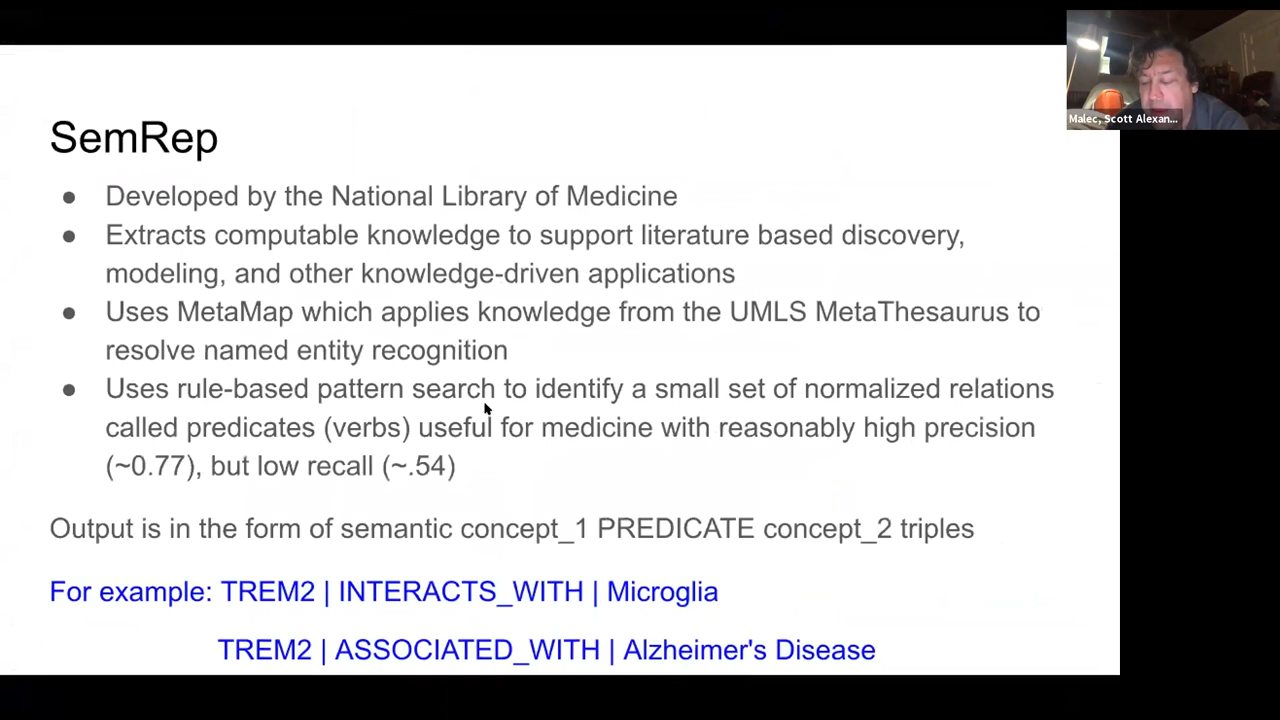 SemRep
● Developed by the National Library of Medicine
● Extracts computable knowledge to support literature based discovery,
modeling, and other knowledge-driven applications
● Uses MetaMap which applies knowledge from the UMLS MetaThesaurus to
resolve named entity recognition
● Uses rule-based pattern search to identify a small set of normalized relations
called predicates (verbs) useful for medicine with reasonably high precision
(~0.77), but low recall (~.54)
Output is in the form of semantic concept_1 PREDICATE concept_2 triples
For example: TREM2 | INTERACTS_WITH | Microglia
TREM2 | ASSOCIATED_WITH | Alzheimer's Disease
Malec, Scott Alexan...